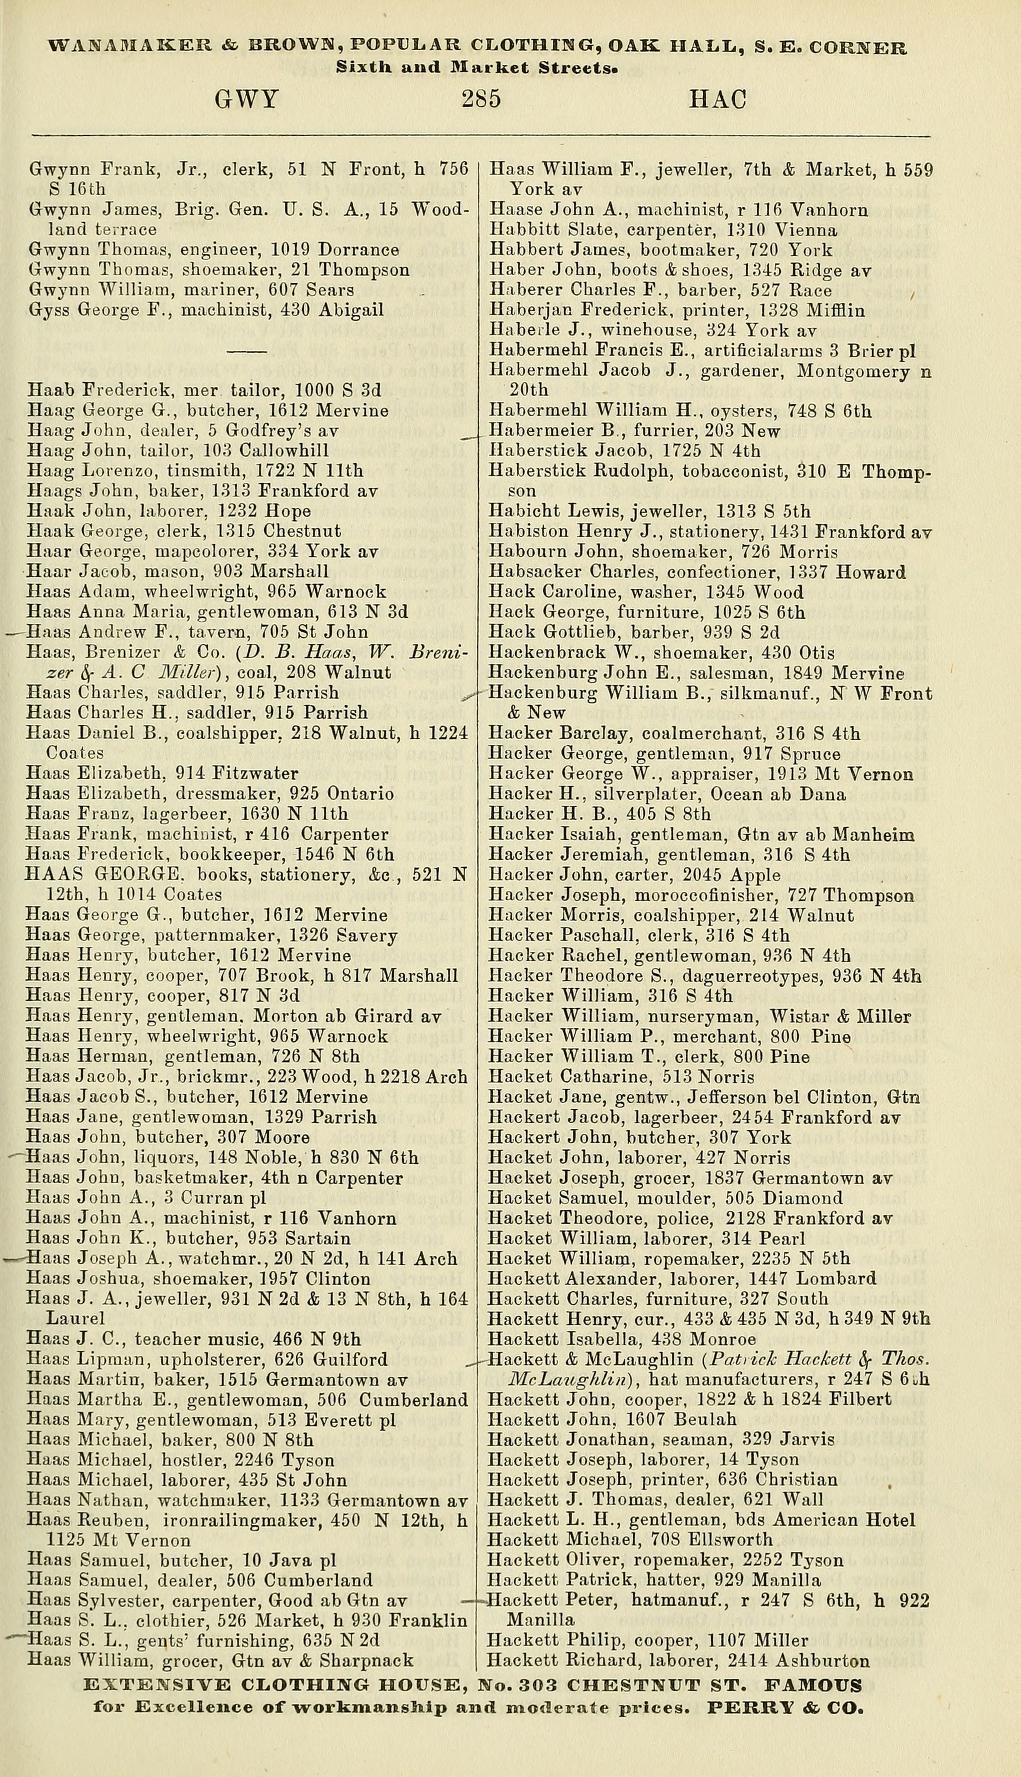 WANAMAKER & BROWN, POPULAR CLOTHING, OAK HALL, S. E. CORNER
Sixth and Market Streets.
GWY 285 HAC
Gwynn Frank, Jr., clerk, 51 N Front, h 756
S 16th
Gwynn James, Brig. Gen. U. S. A., 15 Wood-
land terrace
Gwynn Thomas, engineer, 1019 Dorrance
Gwynn Thomas, shoemaker, 21 Thompson
Gwynn William, mariner, 607 Sears
Gyss George F., machinist, 430 Abigail
Haab Frederick, mer tailor, 1000 S 3d
Haag George G., butcher, 1612 Mervine
Haag John, dealer, 5 Godfrey's av
Haag John, tailor, 103 Callowhill
Haag Lorenzo, tinsmith, 1722 N 11th
Haags John, baker, 1313 Frankford av
Haak John, laborer, 1232 Hope
Haak George, clerk, 1315 Chestnut
Haar George, mapcolorer, 334 York av
Haar Jacob, mason, 903 Marshall
Haas Adam, wheelwright, 965 Warnock
Haas Anna Maria, gentlewoman, 613 N 3d
Haas Andrew F., tavern, 705 St John
Haas, Brenizer & Co. (D. B. Haas, W. Breni-
zer & A. C Miller), coal, 208 Walnut
Haas Charles, saddler, 915 Parrish
Haas Charles H., saddler, 915 Parrish
Haas Daniel B., coalshipper, 218 Walnut, h 1224
Coates
Haas Elizabeth, 914 Fitzwater
Haas Elizabeth, dressmaker, 925 Ontario
Haas Franz, lagerbeer, 1630 N 11th
Haas Frank, machinist, r 416 Carpenter
Haas Frederick, bookkeeper, 1546 N 6th
HAAS GEORGE. books, stationery, &c , 521 N
12th, h 1014 Coates
Haas George G., butcher, 1612 Mervine
Haas George, patternmaker, 1326 Savery
Haas Henry, butcher, 1612 Mervine
Haas Henry, cooper, 707 Brook, h 817 Marshall
Haas Henry, cooper, 817 N 3d
Haas Henry, gentleman. Morton ab Girard av
Haas Henry, wheelwright, 965 Warnock
Haas Herman, gentleman, 726 N 8th
Haas Jacob, Jr., brickmr., 223 Wood, h 2218 Arch
Haas Jacob S., butcher, 1612 Mervine
Haas Jane, gentlewoman, 1329 Parrish
Haas John, butcher, 307 Moore
Haas John, liquors, 148 Noble, h 830 N 6th
Haas John, basketmaker, 4th n Carpenter
Haas John A., 3 Curran pl
Haas John A., machinist, r 116 Vanhorn
Haas John K., butcher, 953 Sartain
Haas Joseph A., watchmr., 20 N 2d, h 141 Arch
Haas Joshua, shoemaker, 1957 Clinton
Haas J. A., jeweller, 931 N 2d & 13 N 8th, h 164
Laurel
Haas J. C., teacher music, 466 N 9th
Haas Lipman, upholsterer, 626 Guilford
Haas Martin, baker, 1515 Germantown av
Haas Martha E., gentlewoman, 506 Cumberland
Haas Mary, gentlewoman, 513 Everett pl
Haas Michael, baker, 800 N 8th
Haas Michael, hostler, 2246 Tyson
Haas Michael, laborer, 435 St John
Haas Nathan, watchmaker, 1133 Germantown av
Haas Reuben, ironrailingmaker, 450 N 12th, h
1125 Mt Vernon
Haas Samuel, butcher, 10 Java pl
Haas Samuel, dealer, 506 Cumberland
Haas Sylvester, carpenter, Good ab Gtn av
Haas S. L., clothier, 526 Market, h 930 Franklin
Haas S. L., gents' furnishing, 635 N 2d
Haas William, grocer, Gtn av & Sharpnack
Haas William F., jeweller, 7th & Market, h 559
York av
Haase John A., machinist, r 116 Vanhorn
Habbitt Slate, carpenter, 1310 Vienna
Habbert James, bootmaker, 720 York
Haber John, boots & shoes, 1345 Ridge av
Haberer Charles F., barber, 527 Race
Haberjan Frederick, printer, 1328 Mifflin
Haberle J., winehouse, 324 York av
Habermehl Francis E., artificialarms 3 Brier pl
Habermehl Jacob J., gardener, Montgomery n
20th
Habermehl William H., oysters, 748 S 6th
Habermeier B., furrier, 203 New
Haberstick Jacob, 1725 N 4th
Haberstick Rudolph, tobacconist, 310 E Thomp-
son
Habicht Lewis, jeweller, 1313 S 5th
Habiston Henry J., stationery, 1431 Frankford av
Habourn John, shoemaker, 726 Morris
Habsacker Charles, confectioner, 1337 Howard
Hack Caroline, washer, 1345 Wood
Hack George, furniture, 1025 S 6th
Hack Gottlieb, barber, 939 S 2d
Hackenbrack W., shoemaker, 430 Otis
Hackenburg John E., salesman, 1849 Mervine
Hackenburg William B., silkmanuf., N W Front
& New
Hacker Barclay, coalmerchant, 316 S 4th
Hacker George, gentleman, 917 Spruce
Hacker George W., appraiser, 1913 Mt Vernon
Hacker H., silverplater, Ocean ab Dana
Hacker H. B., 405 S 8th
Hacker Isaiah, gentleman, Gtn av ab Manheim
Hacker Jeremiah, gentleman, 316 S 4th
Hacker John, carter, 2045 Apple
Hacker Joseph, moroccofinisher, 727 Thompson
Hacker Morris, coalshipper, 214 Walnut
Hacker Paschall, clerk, 316 S 4th
Hacker Rachel, gentlewoman, 936 N 4th
Hacker Theodore S., daguerreotypes, 936 N 4th
Hacker William, 316 S 4th
Hacker William, nurseryman, Wistar & Miller
Hacker William P., merchant, 800 Pine
Hacker William T., clerk, 800 Pine
Hacket Catharine, 513 Norris
Hacket Jane, gentw., Jefferson bel Clinton, Gtn
Hackert Jacob, lagerbeer, 2454 Frankford av
Hackert John, butcher, 307 York
Hacket John, laborer, 427 Norris
Hacket Joseph, grocer, 1837 Germantown av
Hacket Samuel, moulder, 505 Diamond
Hacket Theodore, police, 2128 Frankford av
Hacket William, laborer, 314 Pearl
Hacket William, ropemaker, 2235 N 5th
Hackett Alexander, laborer, 1447 Lombard
Hackett Charles, furniture, 327 South
Hackett Henry, cur., 433 & 435 N 3d, h 349 N 9th
Hackett Isabella, 438 Monroe
Hackett & McLaughlin (Patrick Hackett & Thos.
McLaughlin), hat manufacturers, r 247 S 6th
Hackett John, cooper, 1822 & h 1824 Filbert
Hackett John, 1607 Beulah
Hackett Jonathan, seaman, 329 Jarvis
Hackett Joseph, laborer, 14 Tyson
Hackett Joseph, printer, 636 Christian
Hackett J. Thomas, dealer, 621 Wall
Hackett L. H., gentleman, bds American Hotel
Hackett Michael, 708 Ellsworth
Hackett Oliver, ropemaker, 2252 Tyson
Hackett Patrick, hatter, 929 Manilla
Hackett Peter, hatmanuf., r 247 S 6th, h 922
Manilla
Hackett Philip, cooper, 1107 Miller
Hackett Richard, laborer, 2414 Ashburton
EXTENSIVE CLOTHING HOUSE, No. 303 CHESTNUT ST. FAMOUS
for Excellence of workmanship and moderate prices. PERRY & CO.